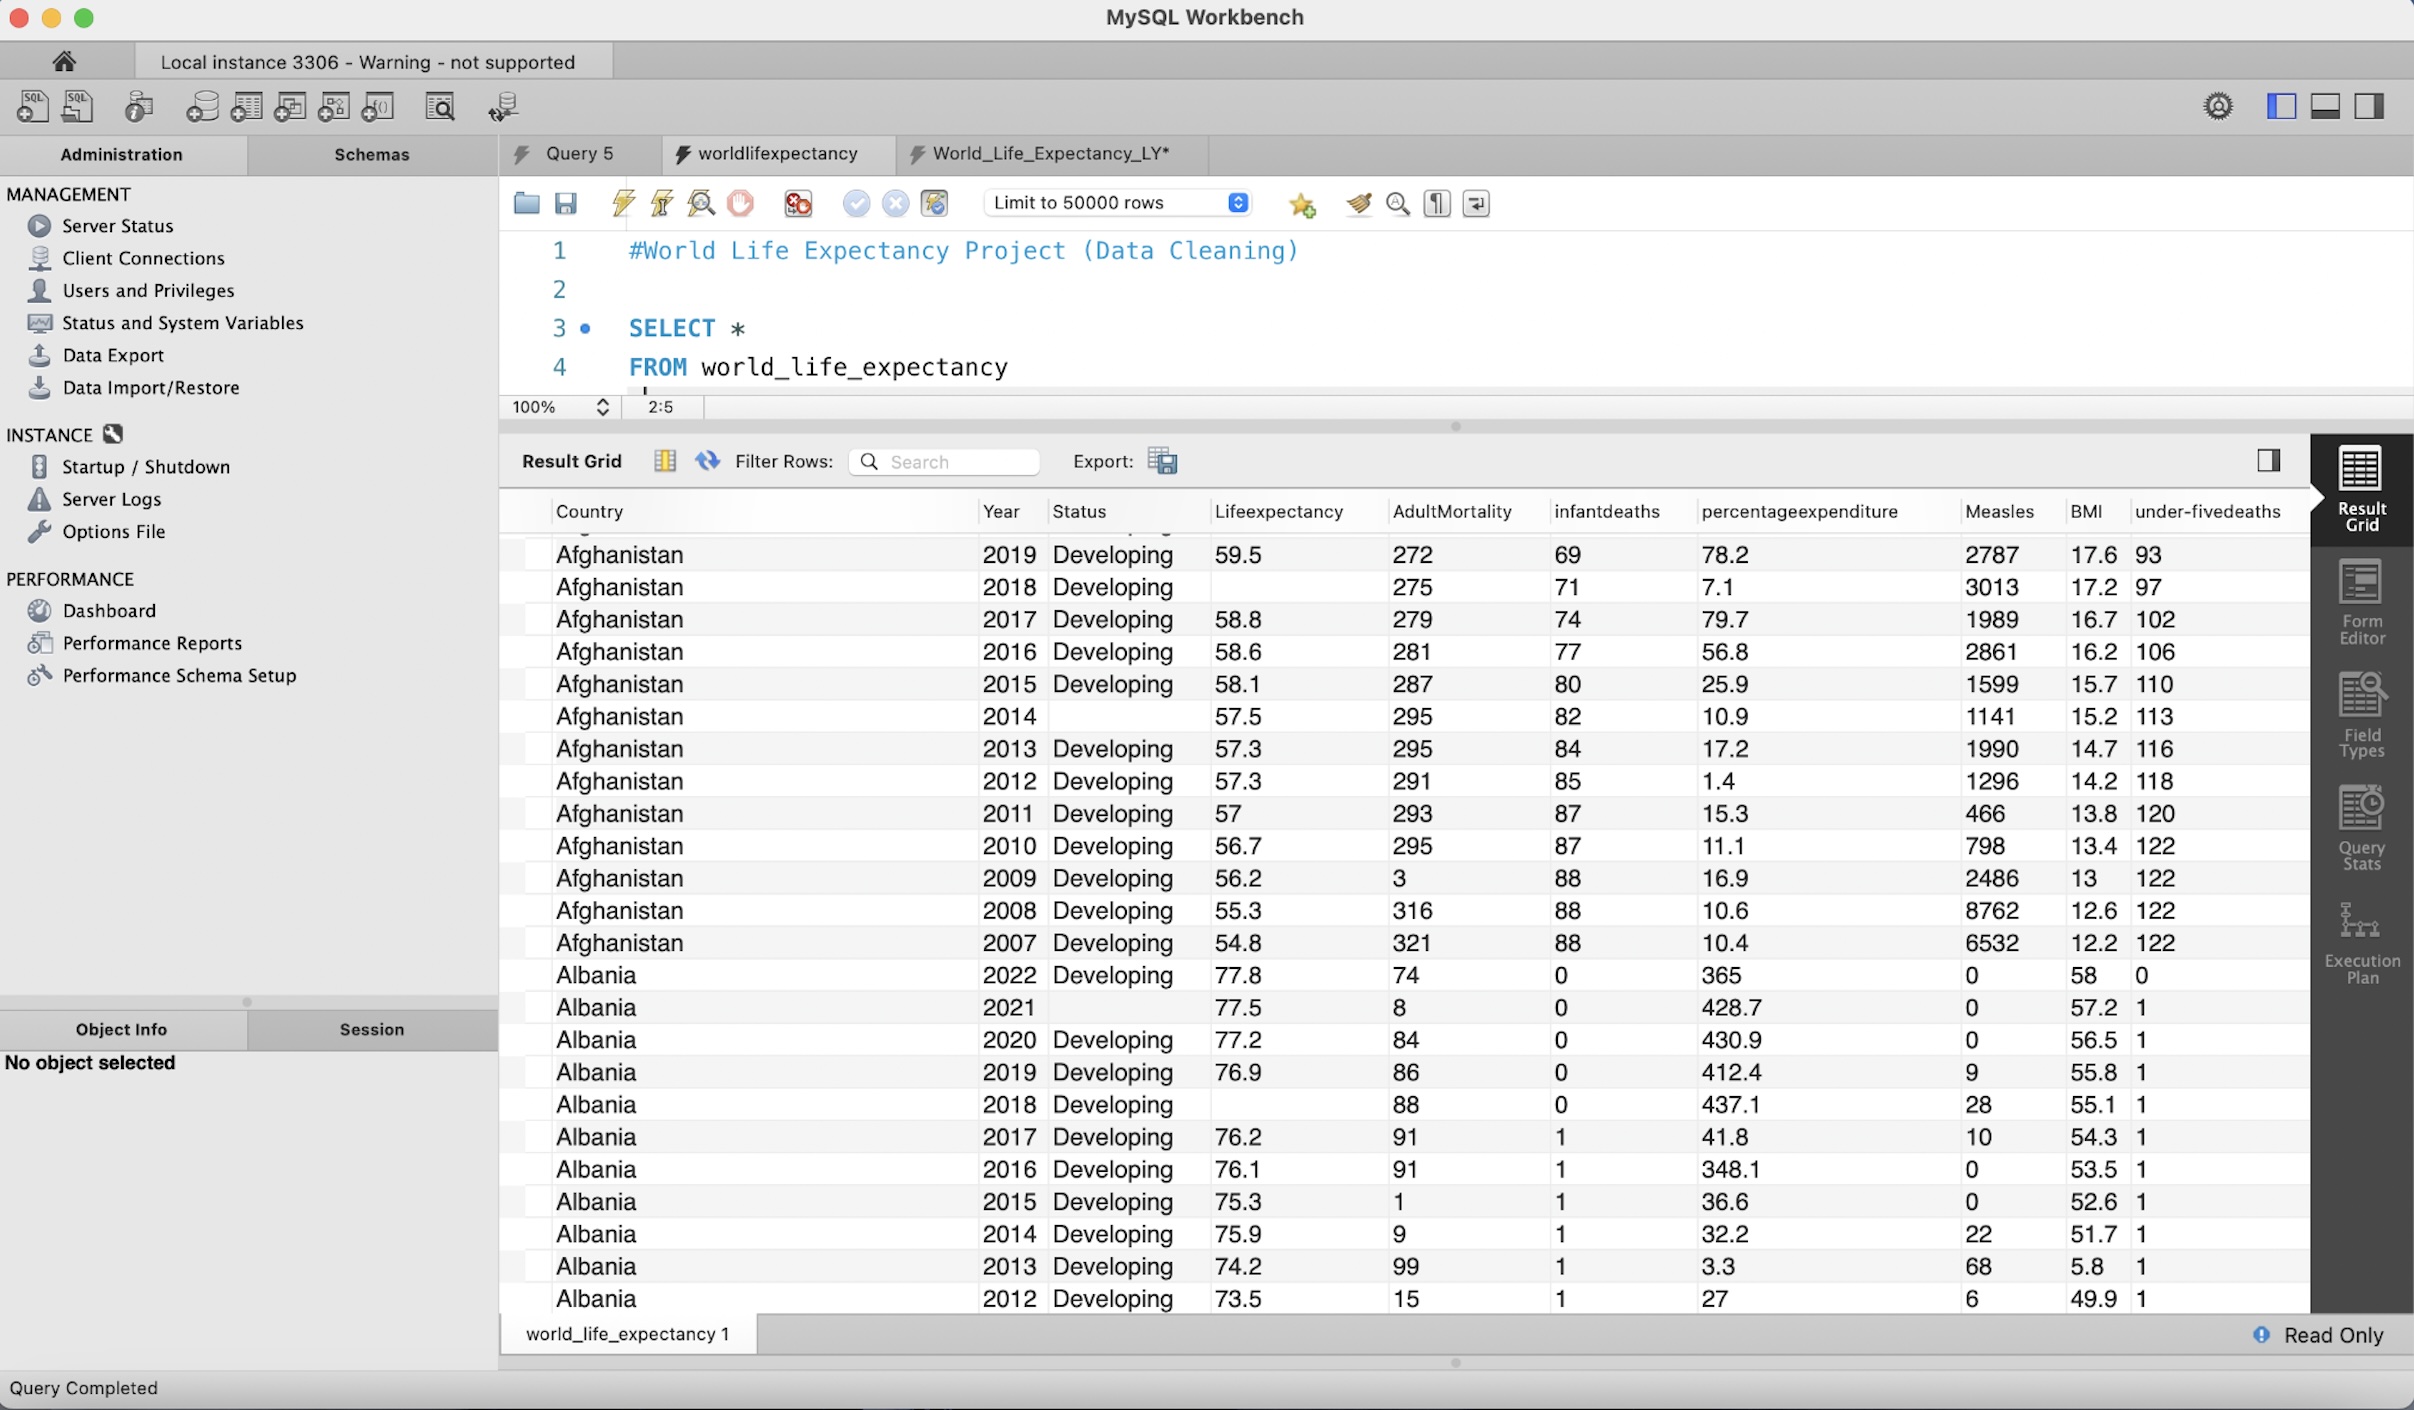 MySQL Workbench
Local instance 3306 - Warning - not supported
Administration Schemas
MANAGEMENT
Server Status
Client Connections
Users and Privileges
Status and System Variables
Data Export
Data Import/Restore
INSTANCE
Startup / Shutdown
Server Logs
Options File
PERFORMANCE
Dashboard
Performance Reports
Performance Schema Setup
Object Info Session
No object selected
Query 5 worldlifexpectancy World_Life_Expectancy_LY*
Limit to 50000 rows
1 #World Life Expectancy Project (Data Cleaning)
2
3 SELECT *
4 FROM world_life_expectancy
100% 2:5
Result Grid Filter Rows: Search Export:
Country Year Status Lifeexpectancy AdultMortality infantdeaths percentageexpenditure Measles BMI under-fivedeaths
Afghanistan 2019 Developing 59.5 272 69 78.2 2787 17.6 93
Afghanistan 2018 Developing 275 71 7.1 3013 17.2 97
Afghanistan 2017 Developing 58.8 279 74 79.7 1989 16.7 102
Afghanistan 2016 Developing 58.6 281 77 56.8 2861 16.2 106
Afghanistan 2015 Developing 58.1 287 80 25.9 1599 15.7 110
Afghanistan 2014 57.5 295 82 10.9 1141 15.2 113
Afghanistan 2013 Developing 57.3 295 84 17.2 1990 14.7 116
Afghanistan 2012 Developing 57.3 291 85 1.4 1296 14.2 118
Afghanistan 2011 Developing 57 293 87 15.3 466 13.8 120
Afghanistan 2010 Developing 56.7 295 87 11.1 798 13.4 122
Afghanistan 2009 Developing 56.2 3 88 16.9 2486 13 122
Afghanistan 2008 Developing 55.3 316 88 10.6 8762 12.6 122
Afghanistan 2007 Developing 54.8 321 88 10.4 6532 12.2 122
Albania 2022 Developing 77.8 74 0 365 0 58 0
Albania 2021 77.5 8 0 428.7 0 57.2 1
Albania 2020 Developing 77.2 84 0 430.9 0 56.5 1
Albania 2019 Developing 76.9 86 0 412.4 9 55.8 1
Albania 2018 Developing 88 0 437.1 28 55.1 1
Albania 2017 Developing 76.2 91 1 41.8 10 54.3 1
Albania 2016 Developing 76.1 91 1 348.1 0 53.5 1
Albania 2015 Developing 75.3 1 1 36.6 0 52.6 1
Albania 2014 Developing 75.9 9 1 32.2 22 51.7 1
Albania 2013 Developing 74.2 99 1 3.3 68 5.8 1
Albania 2012 Developing 73.5 15 1 27 6 49.9 1
Result
Grid
Form
Editor
Field
Types
Query
Stats
Execution
Plan
world_life_expectancy 1
Read Only
Query Completed